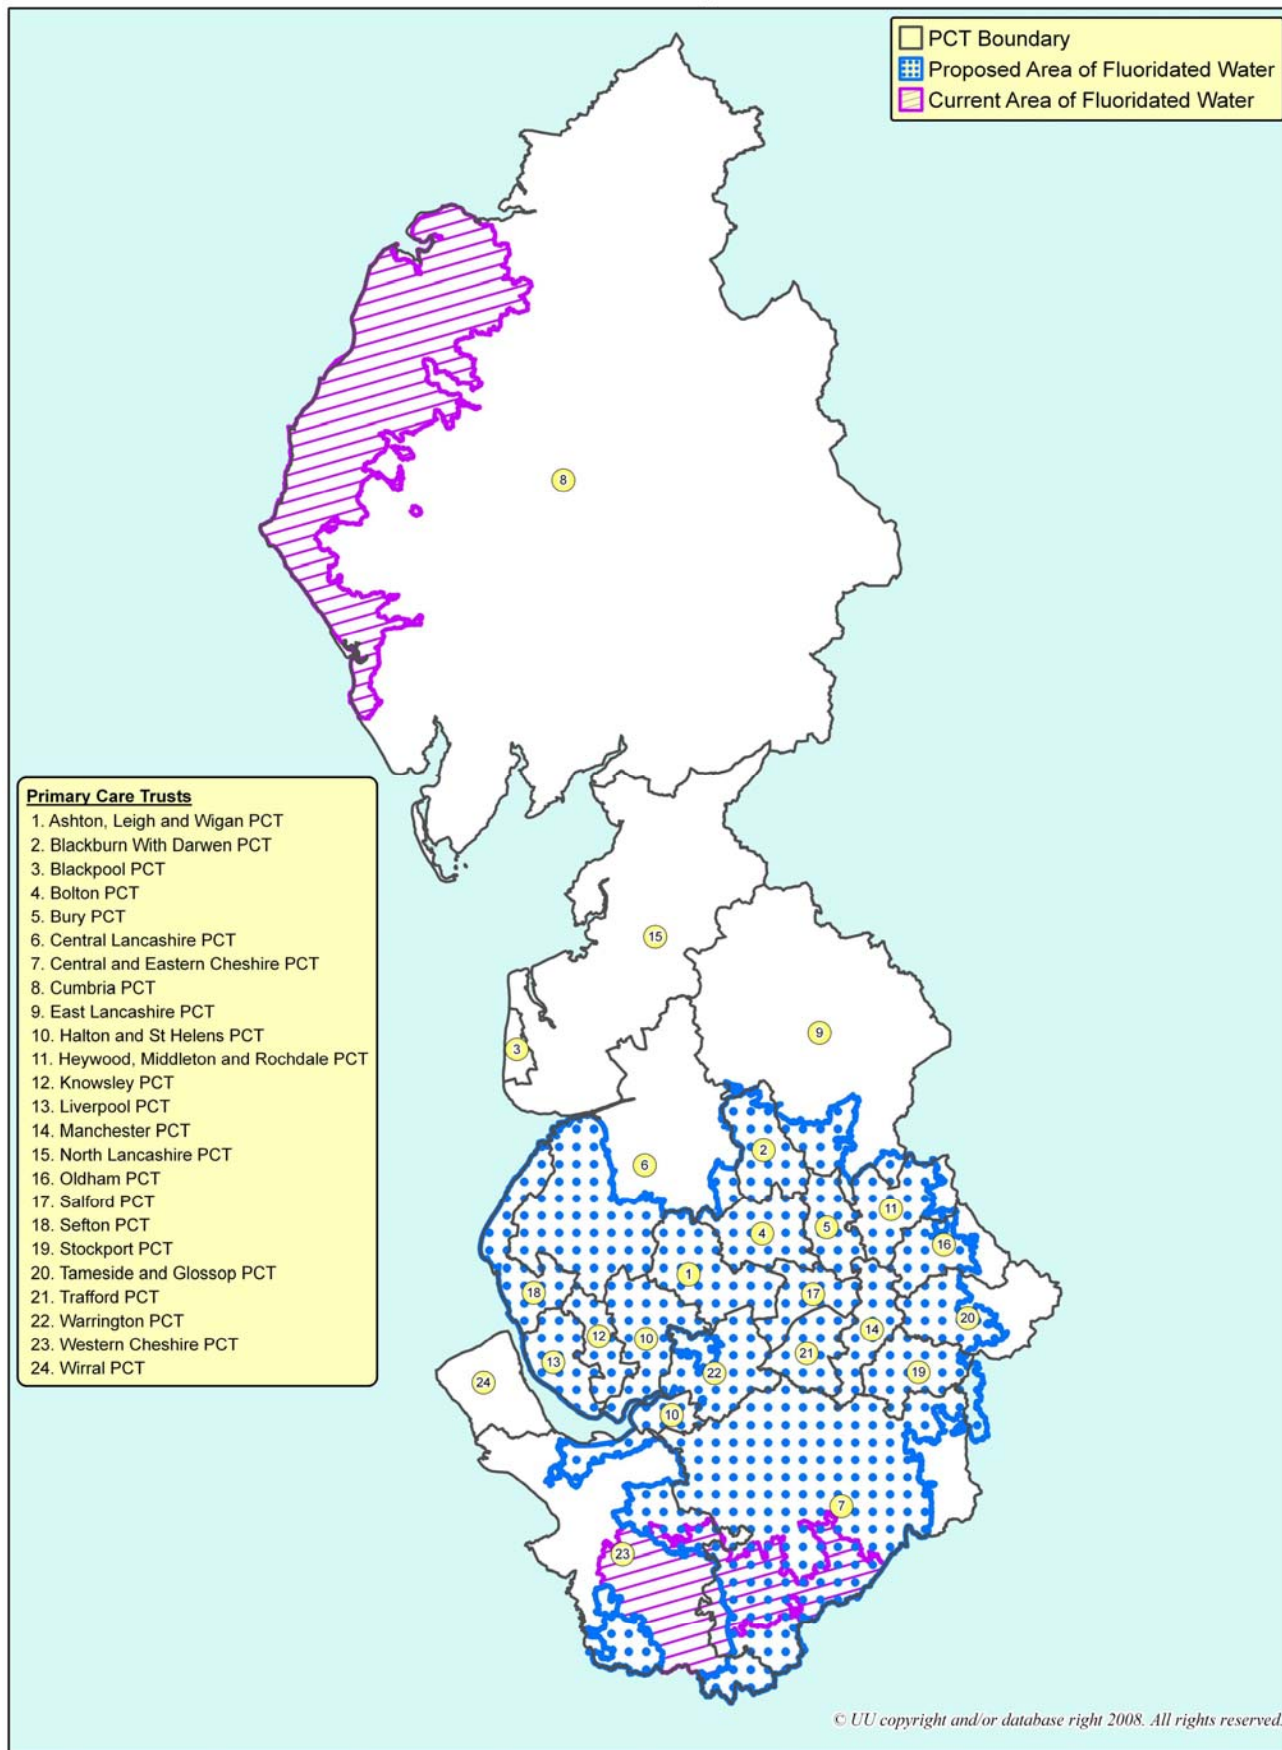 PCT Boundary
Proposed Area of Fluoridated Water
Current Area of Fluoridated Water
8
Primary Care Trusts
1. Ashton, Leigh and Wigan PCT
2. Blackburn With Darwen PCT
3. Blackpool PCT
4. Bolton PCT
5. Bury PCT
6. Central Lancashire PCT
7. Central and Eastern Cheshire PCT
8. Cumbria PCT
9. East Lancashire PCT
10. Halton and St Helens PCT
11. Heywood, Middleton and Rochdale PCT
12. Knowsley PCT
13. Liverpool PCT
14. Manchester PCT
15. North Lancashire PCT
16. Oldham PCT
17. Salford PCT
18. Sefton PCT
19. Stockport PCT
20. Tameside and Glossop PCT
21. Trafford PCT
22. Warrington PCT
23. Western Cheshire PCT
24. Wirral PCT
15
9
3
2
6
11
5
4
16
1
18
17
20
14
12
10
21
13
19
22
24
10
7
23
© UU copyright and/or database right 2008. All rights reserved.